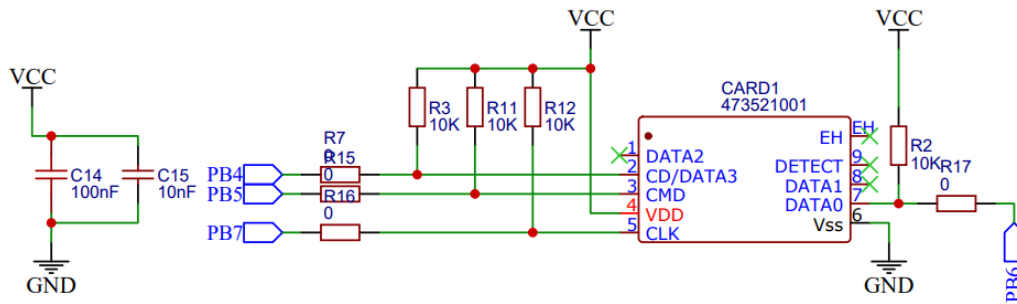 VCC
C14
100nF
C15
10nF
GND
PB4
PB5
PB7
R7
0
R15
0
R16
0
R3
10K
R11
10K
R12
10K
VCC
CARD1
473521001
1
DATA2
2
CD/DATA3
3
CMD
4
VDD
5
CLK
EH
EH
DETECT
9
DATA1
8
DATA0
7
Vss
6
VCC
R2
10K
R17
0
GND
PB6